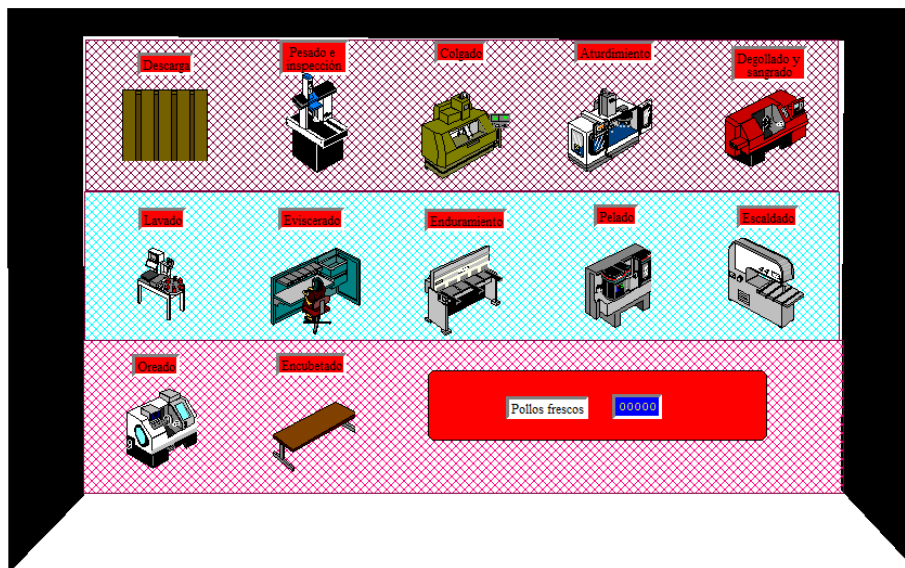 Descarga
Pesado e
inspección
Colgado
Aturdimiento
Degollado y
sangrado
Lavado
Eviscerado
Enduramiento
Pelado
Escaldado
Oreado
Encubetado
Pollos frescos
00000